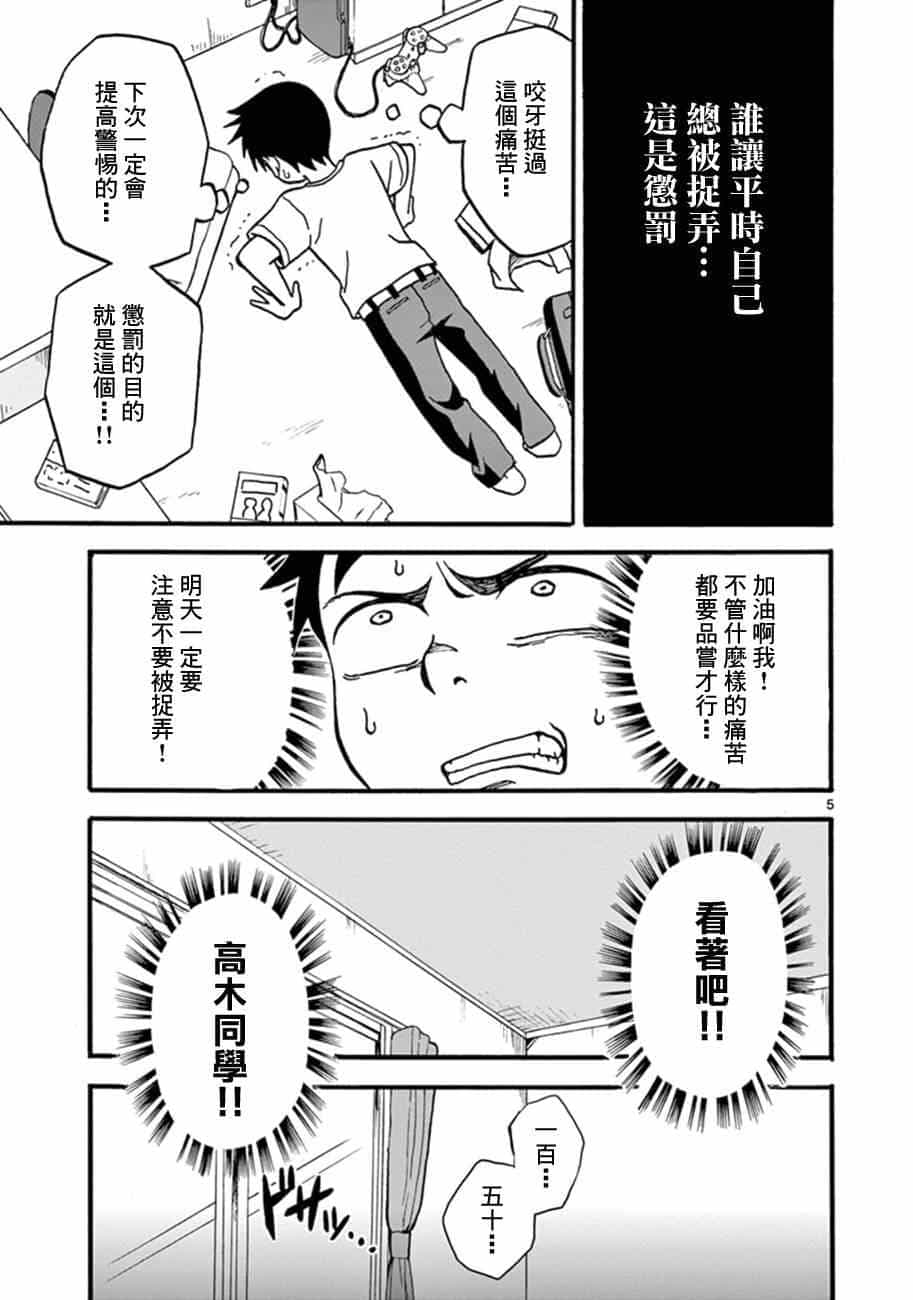 誰讓平時自己
總被捉弄…
這是懲罰
咬牙挺過
這個痛苦…
下次一定會
提高警惕的…
懲罰的目的
就是這個…!!
加油啊我！
不管什麼樣的痛苦
都要品嘗才行…
明天一定要
注意不要被捉弄！
5
看著吧!!
高木同學!!
一百…
五十…
ドサッ…